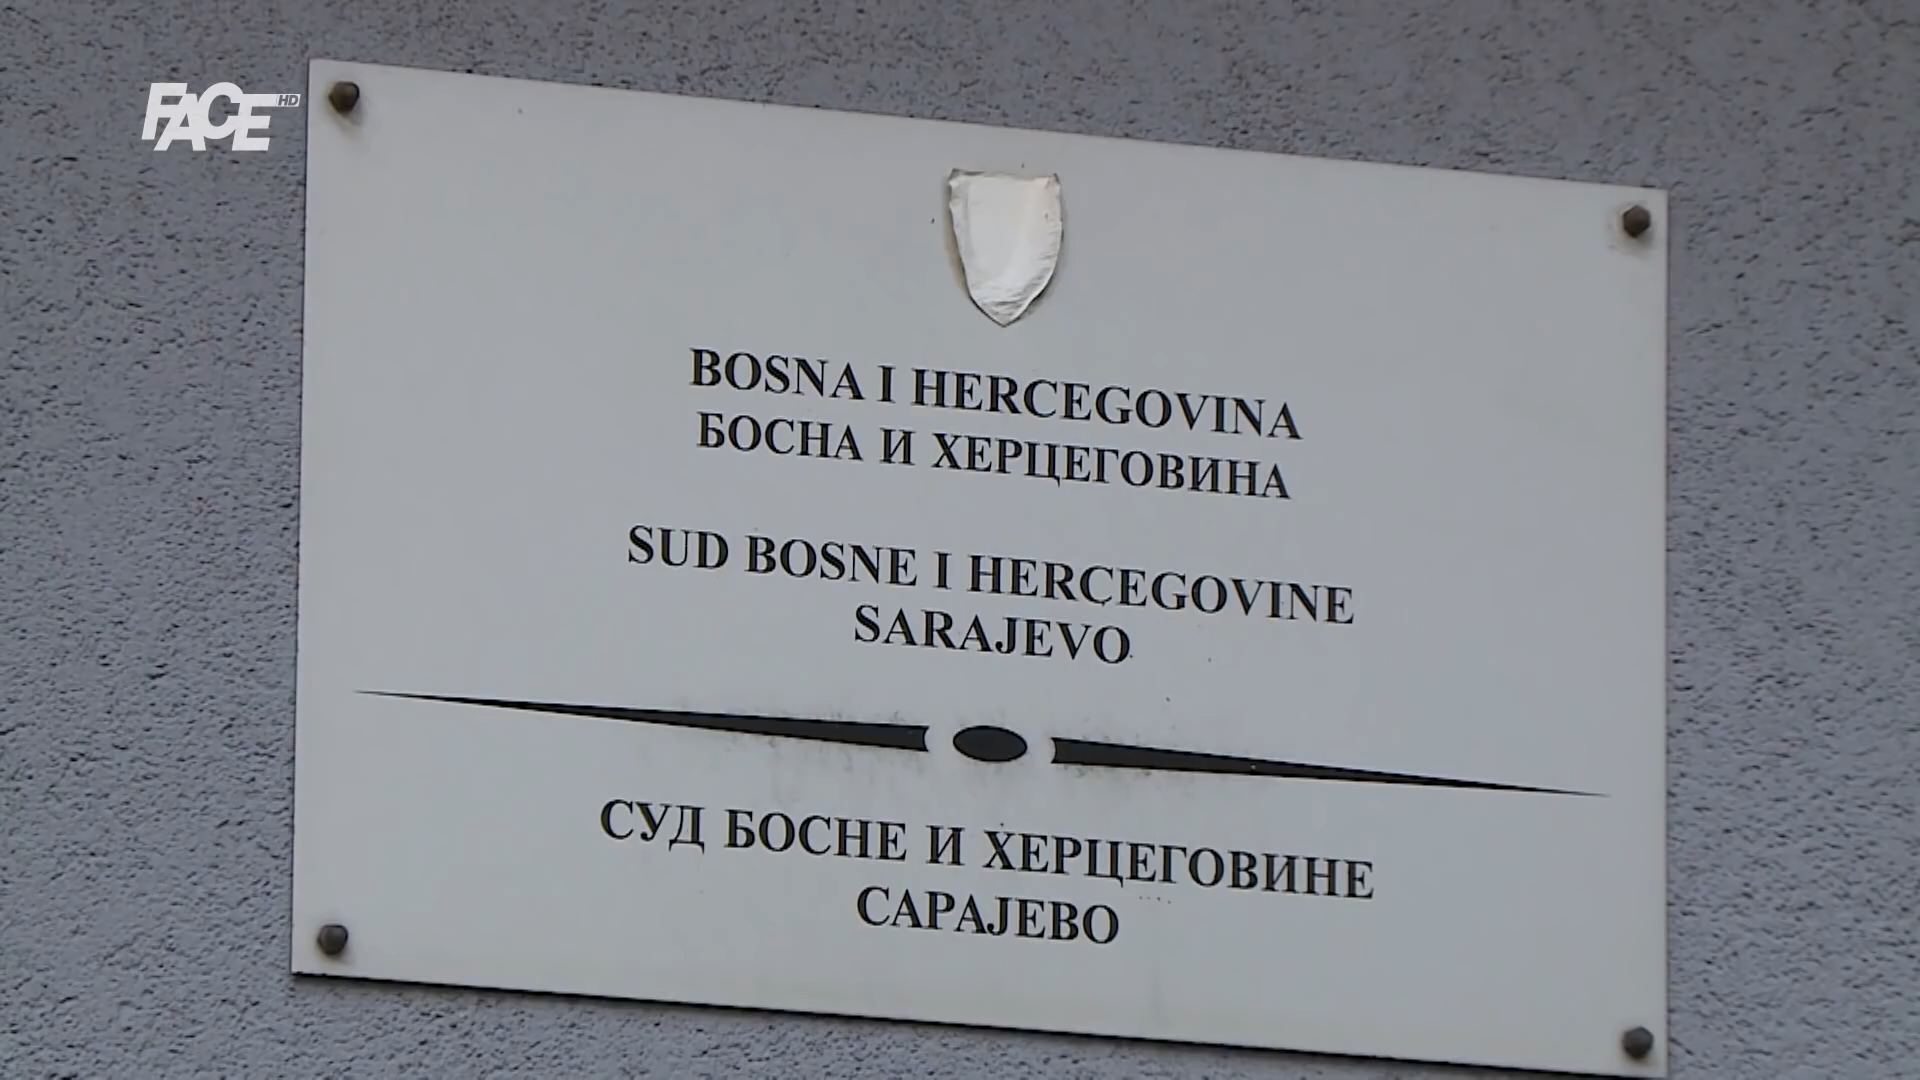 FACE HD
BOSNA I HERCEGOVINA
БОСНА И ХЕРЦЕГОВИНА
SUD BOSNE I HERCEGOVINE
SARAJEVO
СУД БОСНЕ И ХЕРЦЕГОВИНЕ
САРАЈЕВО